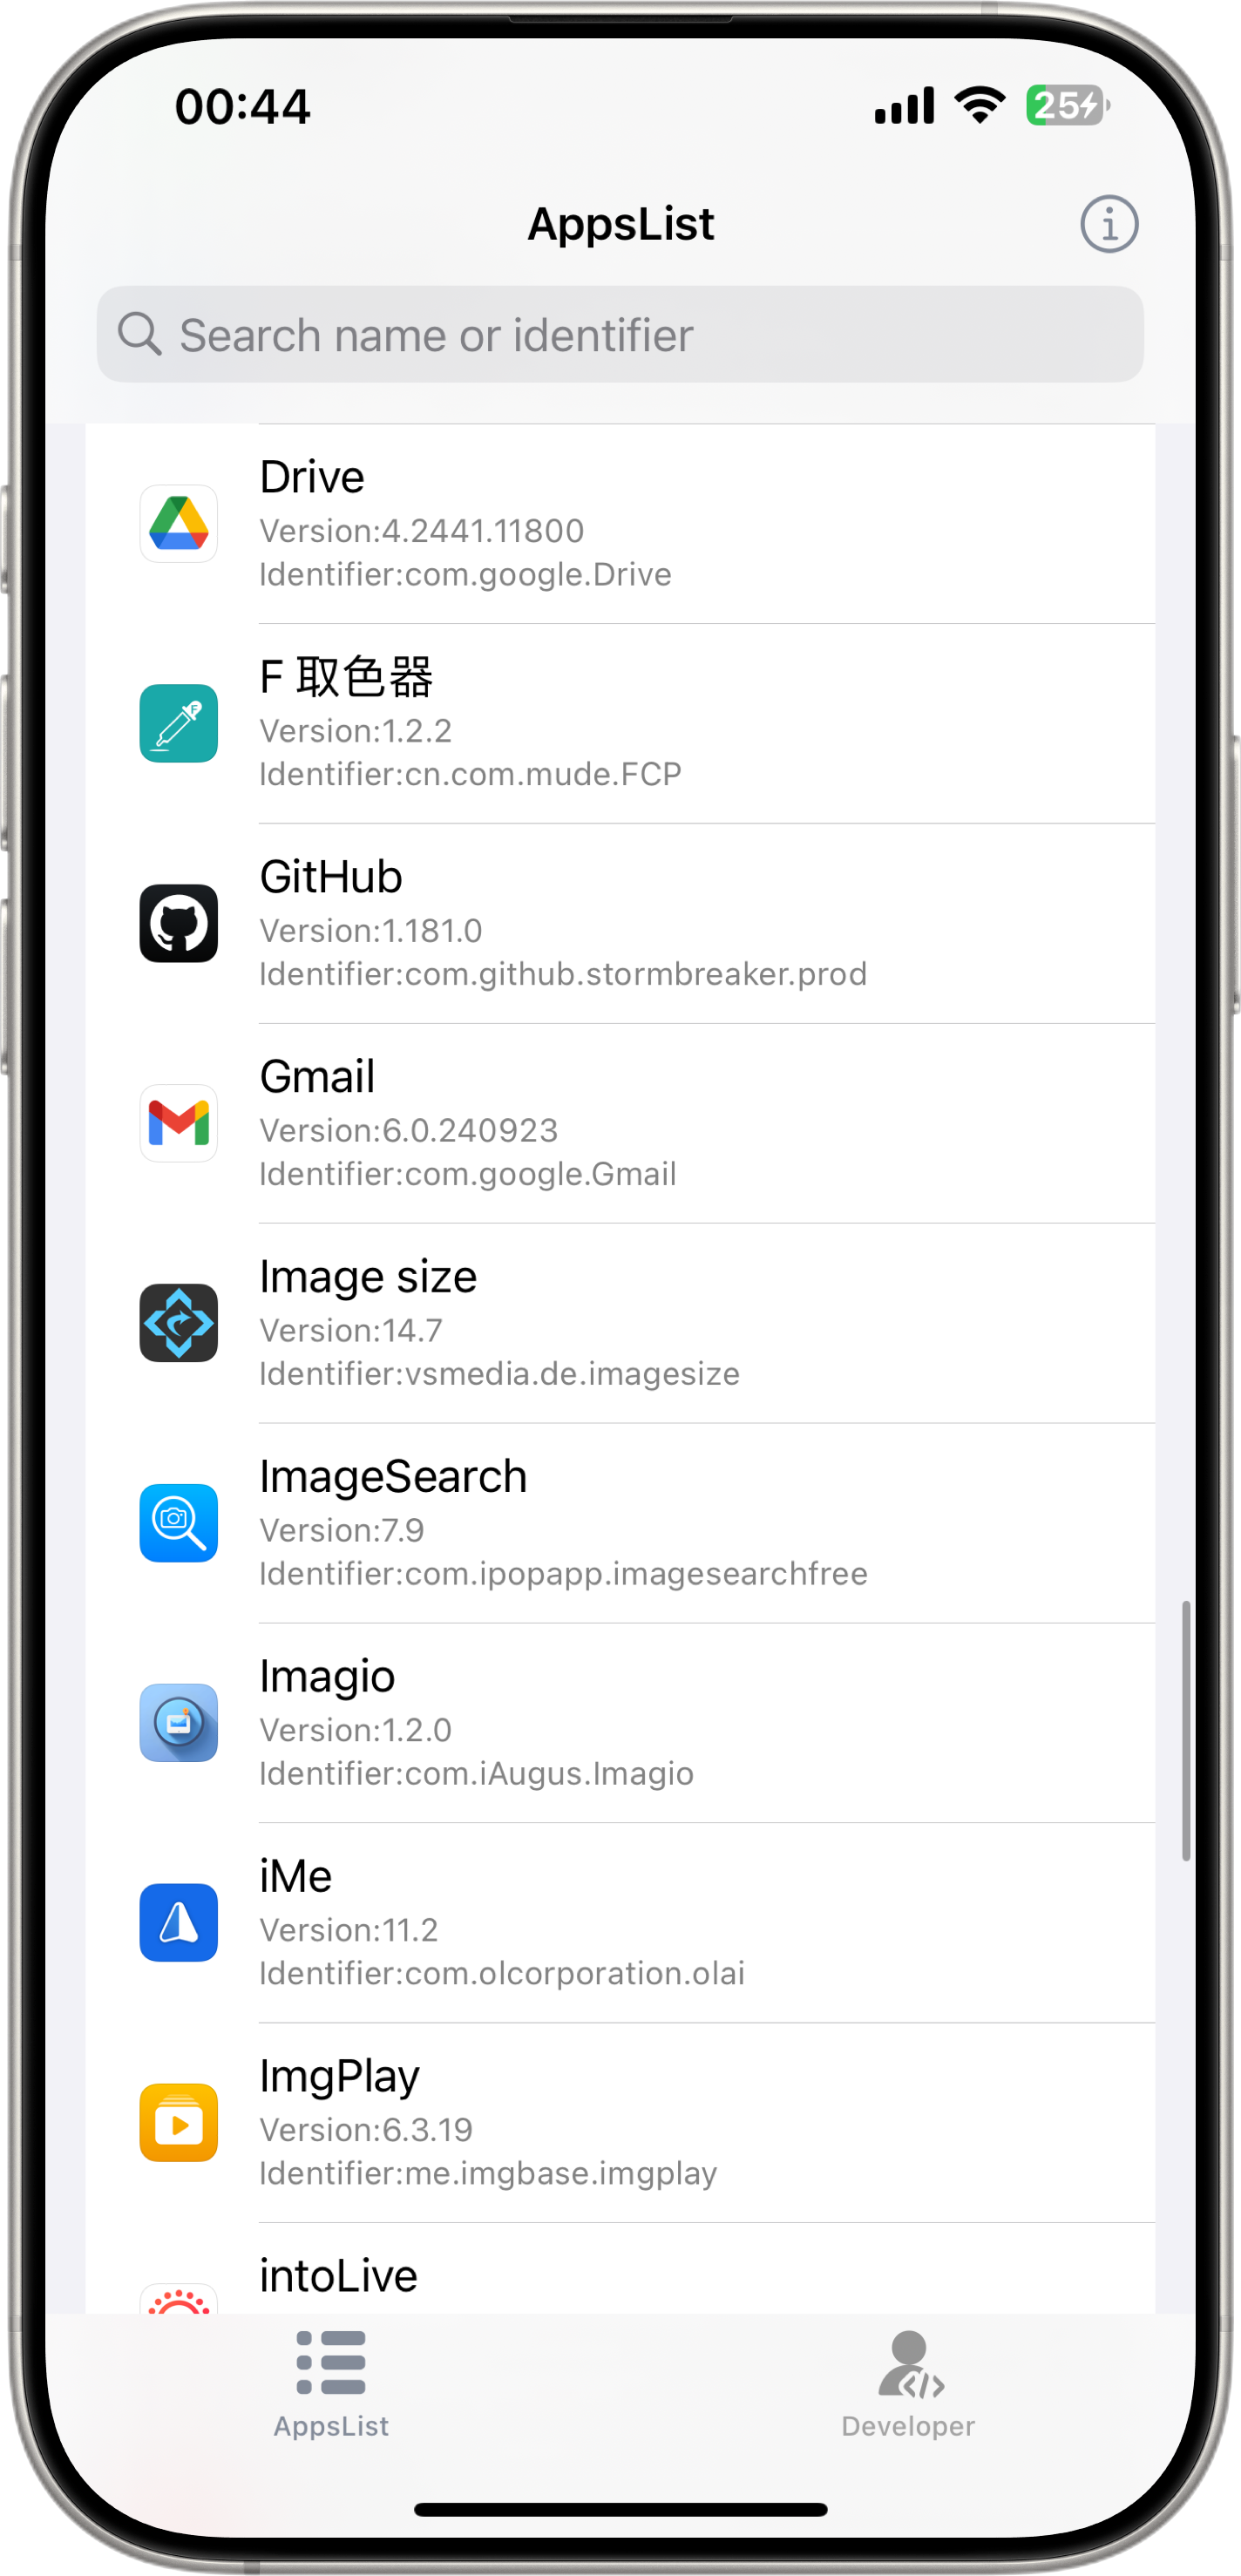 00:44
25
AppsList
Search name or identifier
Drive
Version:4.2441.11800
Identifier:com.google.Drive
F 取色器
Version:1.2.2
Identifier:cn.com.mude.FCP
GitHub
Version:1.181.0
Identifier:com.github.stormbreaker.prod
Gmail
Version:6.0.240923
Identifier:com.google.Gmail
Image size
Version:14.7
Identifier:vsmedia.de.imagesize
ImageSearch
Version:7.9
Identifier:com.ipopapp.imagesearchfree
Imagio
Version:1.2.0
Identifier:com.iAugus.Imagio
iMe
Version:11.2
Identifier:com.olcorporation.olai
ImgPlay
Version:6.3.19
Identifier:me.imgbase.imgplay
intoLive
AppsList
Developer